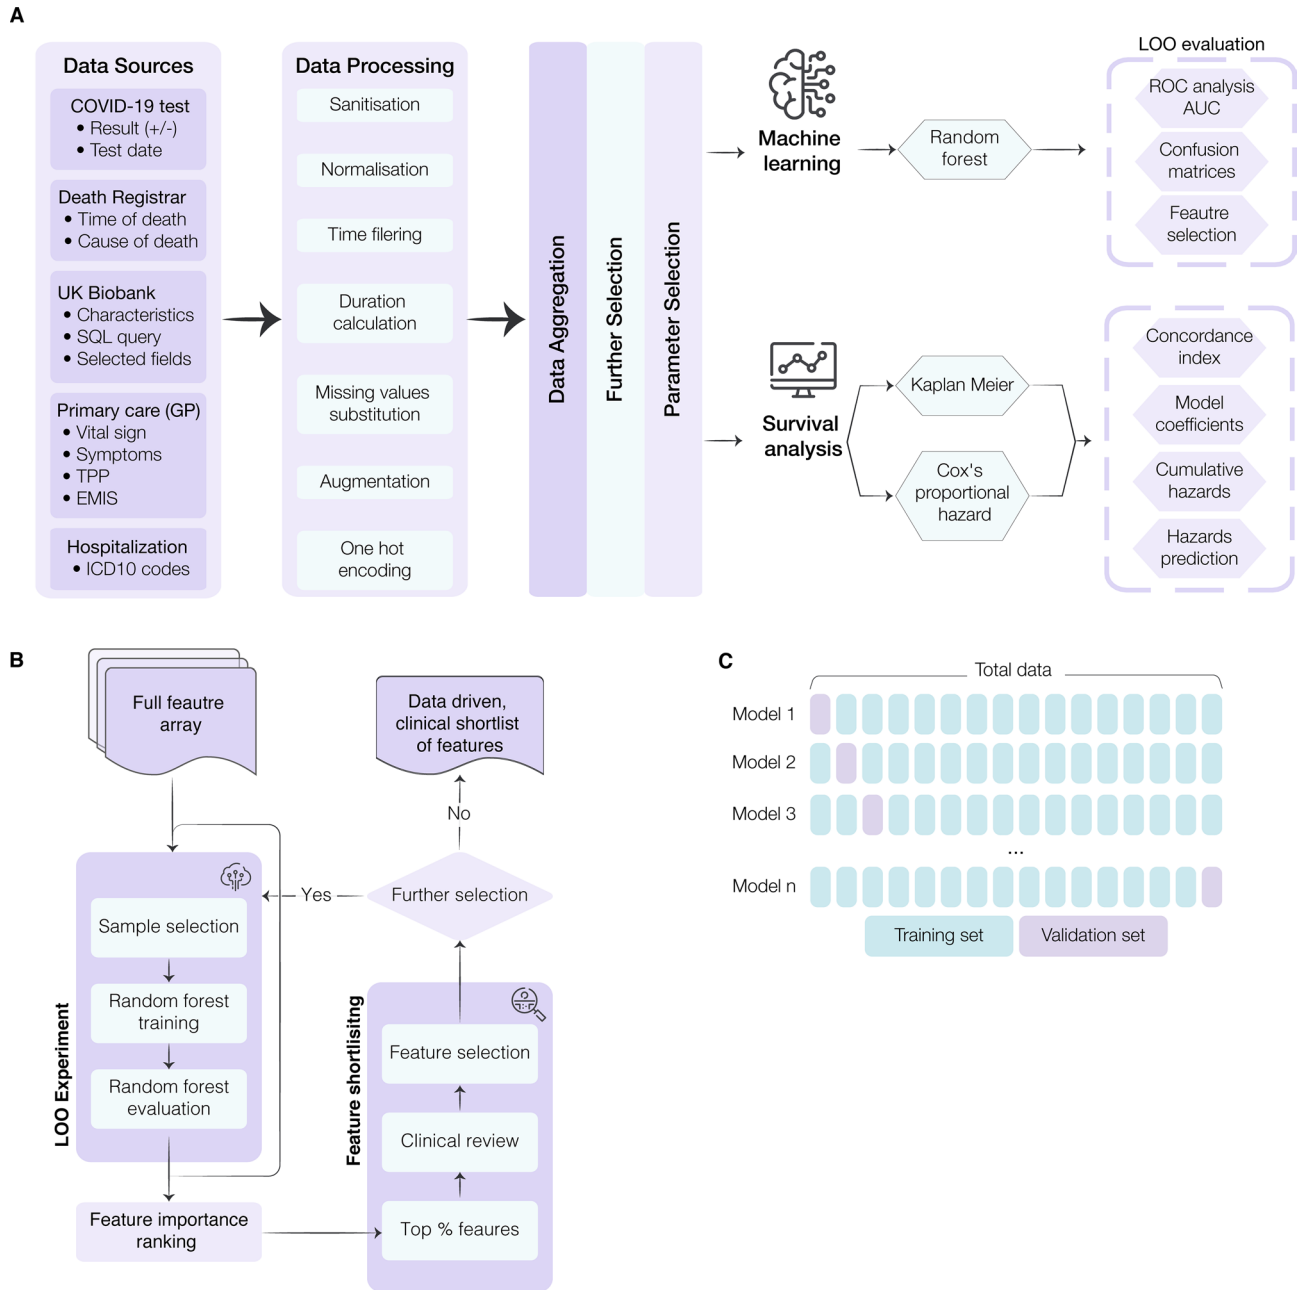 A
Data Sources
COVID-19 test
• Result (+/-)
• Test date
Death Registrar
• Time of death
• Cause of death
UK Biobank
• Characteristics
• SQL query
• Selected fields
Primary care (GP)
• Vital sign
• Symptoms
• TPP
• EMIS
Hospitalization
• ICD10 codes
Data Processing
Sanitisation
Normalisation
Time filering
Duration
calculation
Missing values
substitution
Augmentation
One hot
encoding
Data Aggregation
Further Selection
Parameter Selection
Machine
learning
Random
forest
LOO evaluation
ROC analysis
AUC
Confusion
matrices
Feautre
selection
Survival
analysis
Kaplan Meier
Cox's
proportional
hazard
Concordance
index
Model
coefficients
Cumulative
hazards
Hazards
prediction
B
Full feautre
array
LOO Experiment
Sample selection
Random forest
training
Random forest
evaluation
Feature importance
ranking
Feature shortlisitng
Top % feaures
Clinical review
Feature selection
Further selection
Yes
No
Data driven,
clinical shortlist
of features
C
Total data
Model 1
Model 2
Model 3
...
Model n
Training set
Validation set